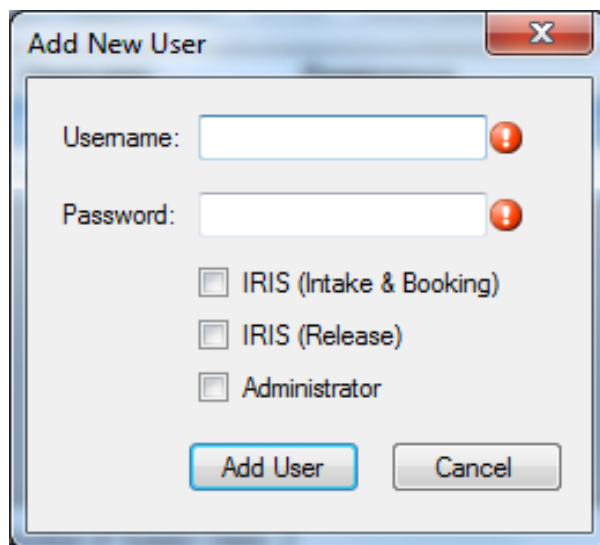 Add New User
Username:
Password:
IRIS (Intake & Booking)
IRIS (Release)
Administrator
Add User Cancel